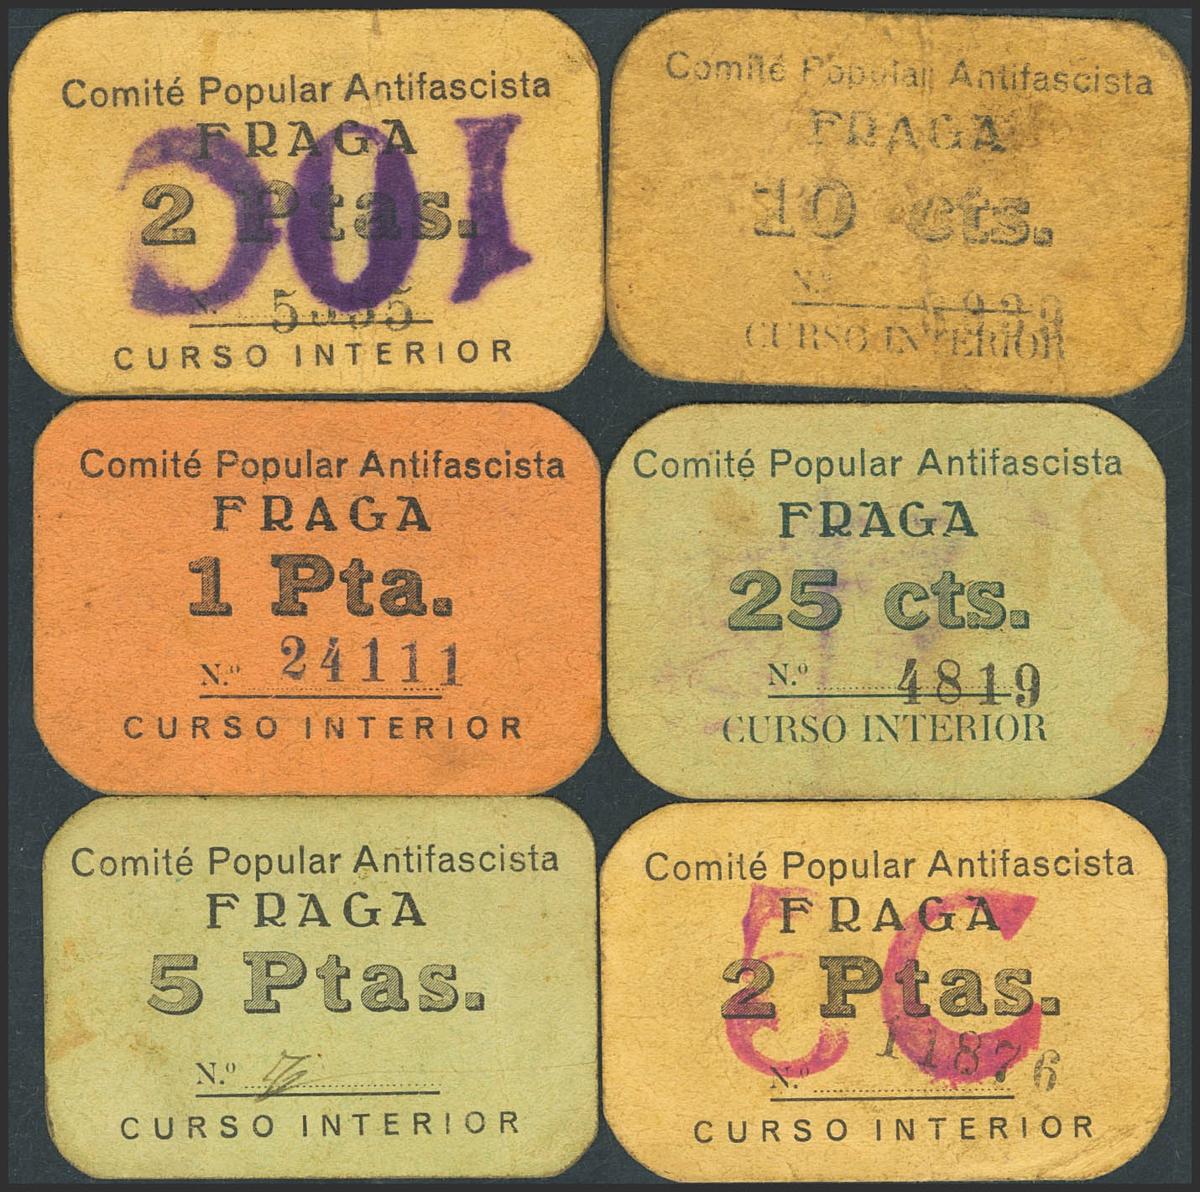 Comité Popular Antifascista
FRAGA
2 Ptas.
N.º
CURSO INTERIOR
Comité Popular Antifascista
FRAGA
10 cts.
N.º
CURSO INTERIOR
Comité Popular Antifascista
FRAGA
1 Pta.
N.º 24111
CURSO INTERIOR
Comité Popular Antifascista
FRAGA
25 cts.
N.º 4819
CURSO INTERIOR
Comité Popular Antifascista
FRAGA
5 Ptas.
N.º
CURSO INTERIOR
Comité Popular Antifascista
FRAGA
5C
2 Ptas.
N.º 11876
CURSO INTERIOR